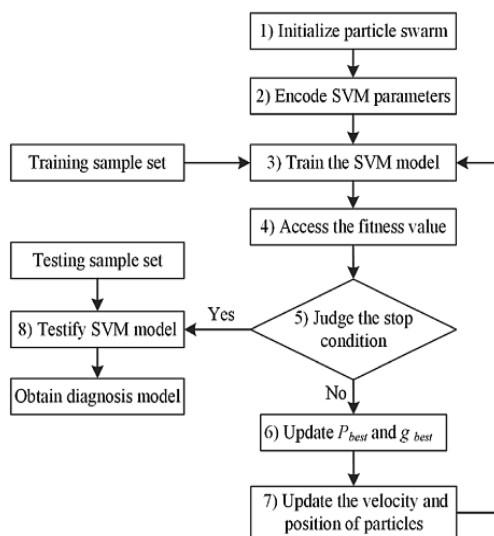 1) Initialize particle swarm
2) Encode SVM parameters
Training sample set
3) Train the SVM model
4) Access the fitness value
Testing sample set
5) Judge the stop
condition
Yes
8) Testify SVM model
Obtain diagnosis model
No
6) Update P_best and g_best
7) Update the velocity and
position of particles